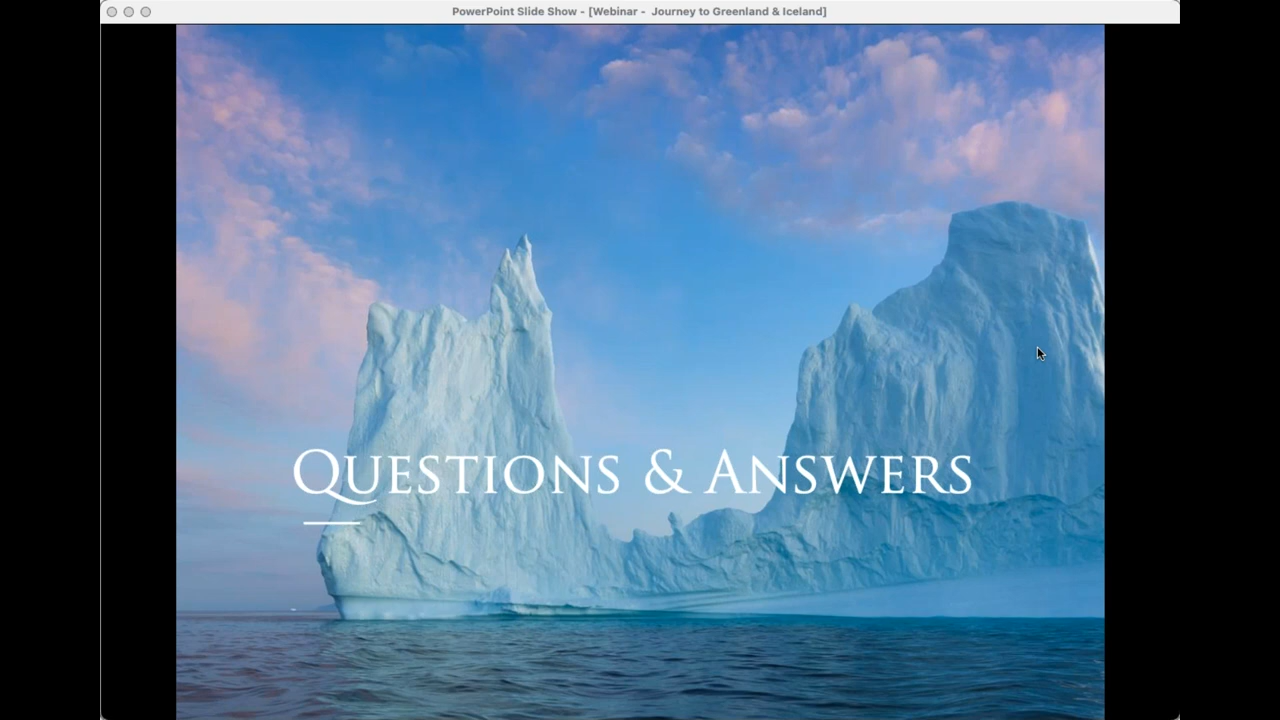 PowerPoint Slide Show - [Webinar - Journey to Greenland & Iceland]
QUESTIONS & ANSWERS